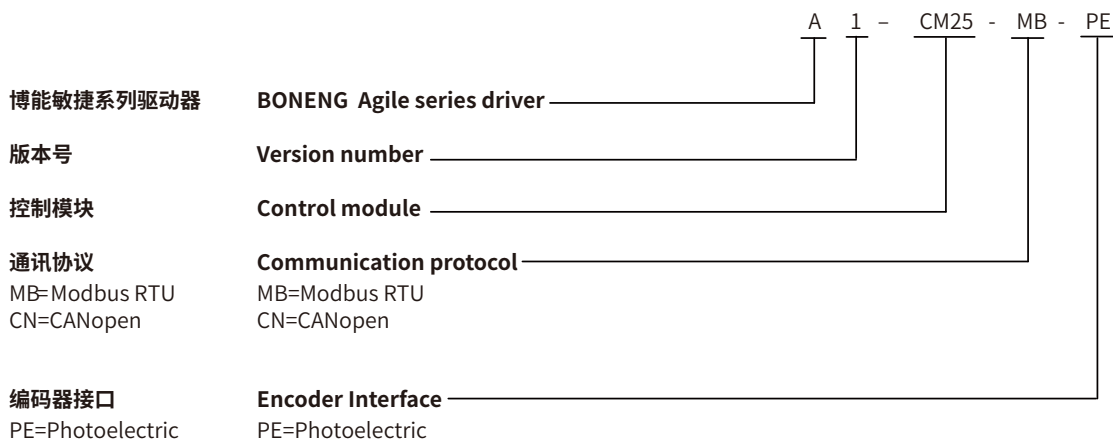 A 1 – CM25 - MB - PE
博能敏捷系列驱动器 BONENG Agile series driver
版本号 Version number
控制模块 Control module
通讯协议 Communication protocol
MB=Modbus RTU MB=Modbus RTU
CN=CANopen CN=CANopen
编码器接口 Encoder Interface
PE=Photoelectric PE=Photoelectric